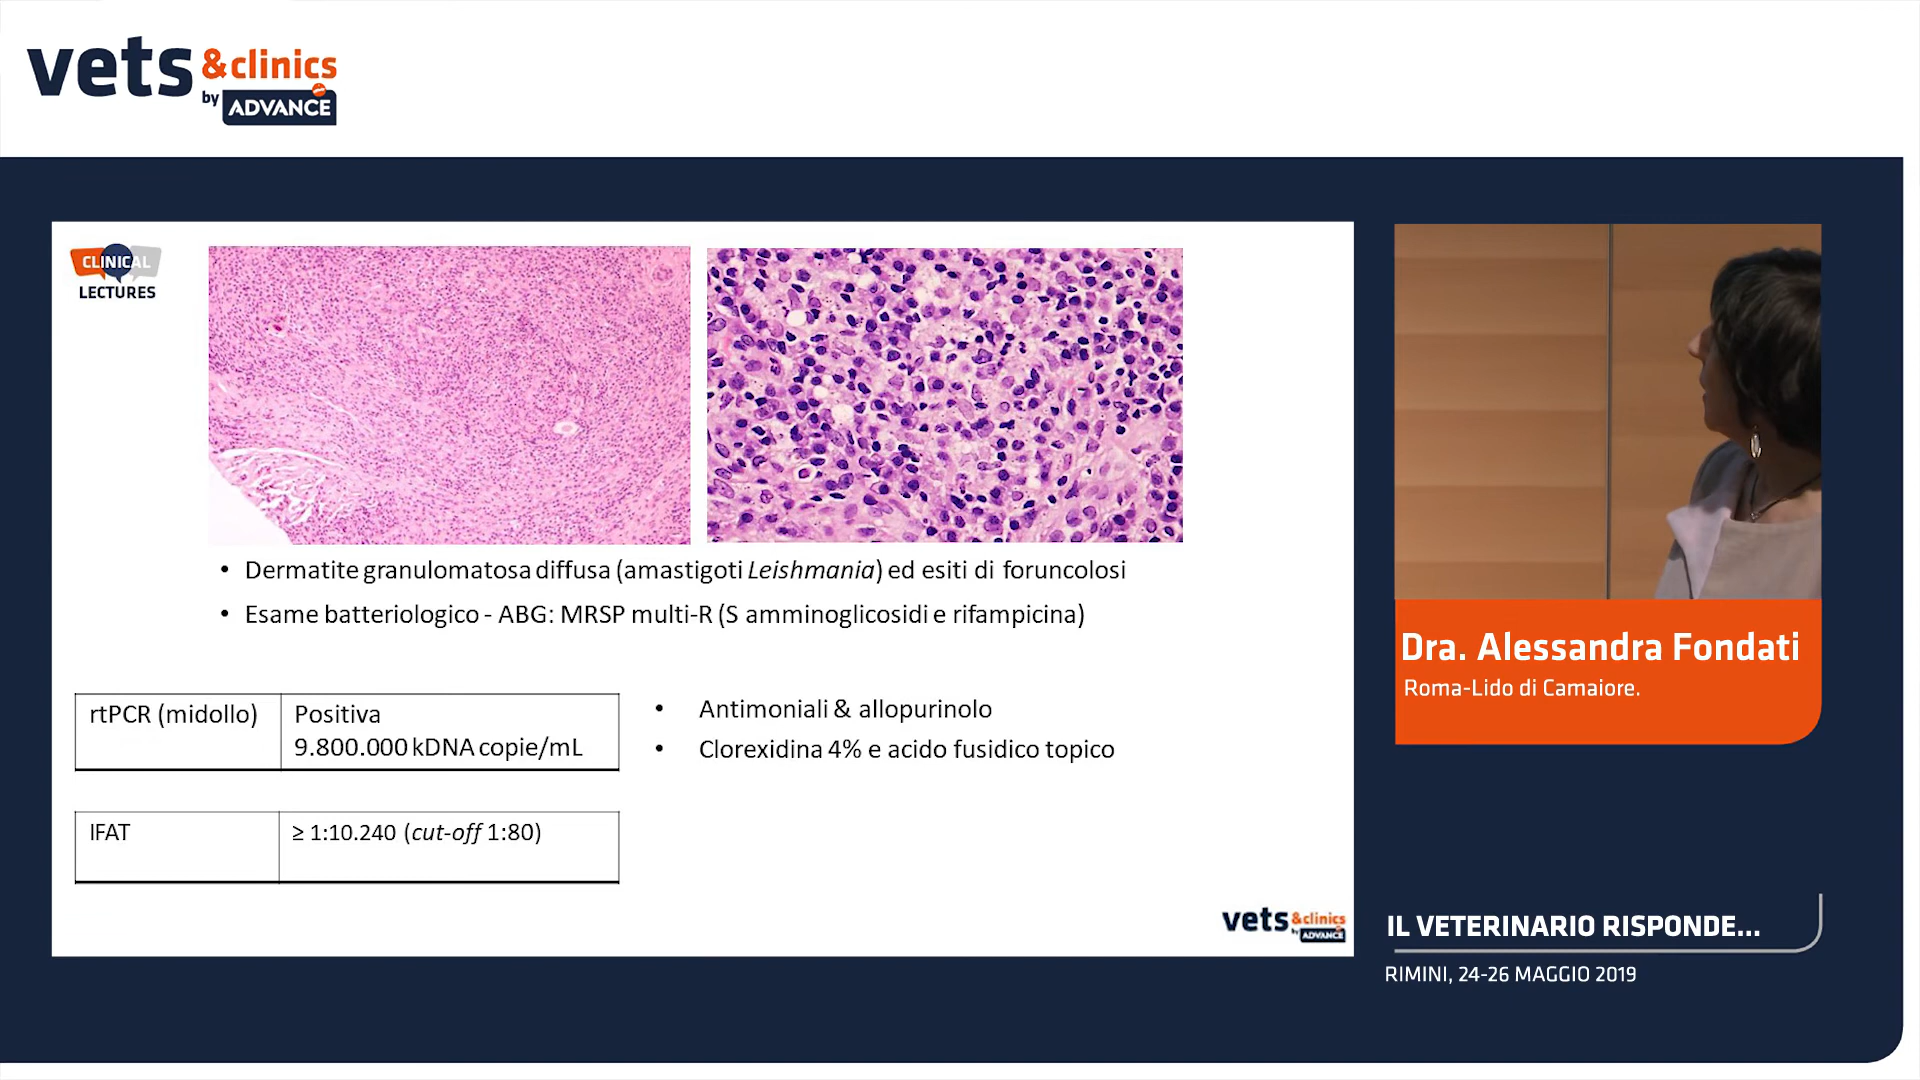 vets &clinics
by ADVANCE
CLINICAL
LECTURES
• Dermatite granulomatosa diffusa (amastigoti Leishmania) ed esiti di foruncolosi
• Esame batteriologico - ABG: MRSP multi-R (S amminoglicosidi e rifampicina)
rtPCR (midollo) Positiva
9.800.000 kDNA copie/mL
IFAT ≥ 1:10.240 (cut-off 1:80)
• Antimoniali & allopurinolo
• Clorexidina 4% e acido fusidico topico
vets &clinics
by ADVANCE
Dra. Alessandra Fondati
Roma-Lido di Camaiore.
IL VETERINARIO RISPONDE...
RIMINI, 24-26 MAGGIO 2019